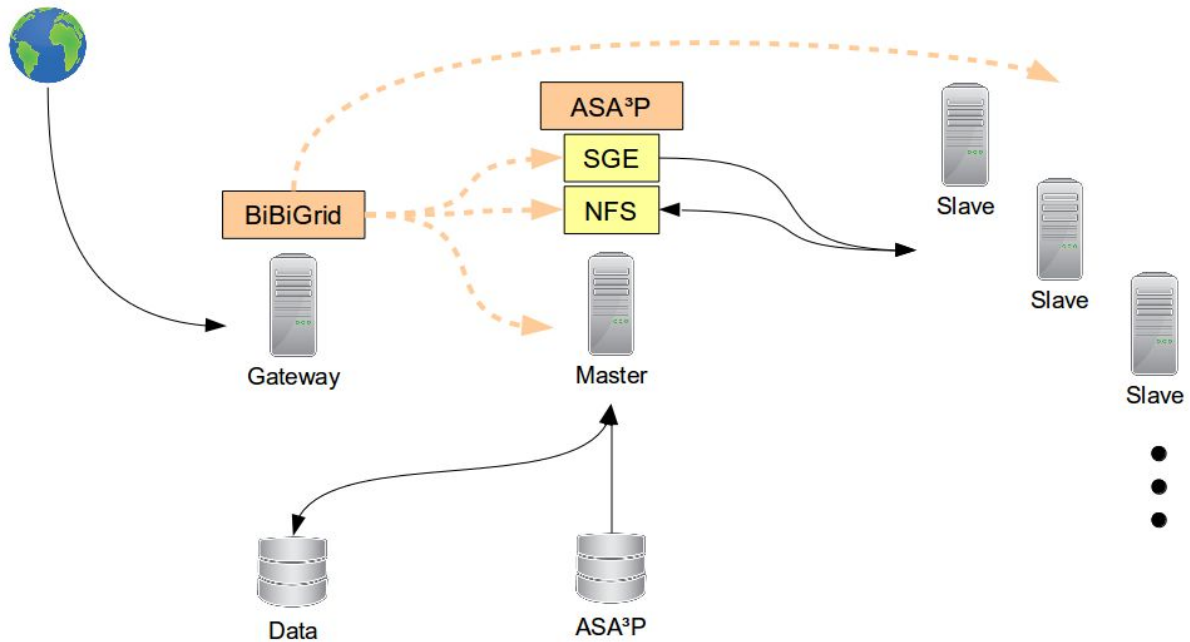 ASA³P
SGE
NFS
BiBiGrid
Slave
Slave
Slave
Gateway
Master
Data
ASA³P